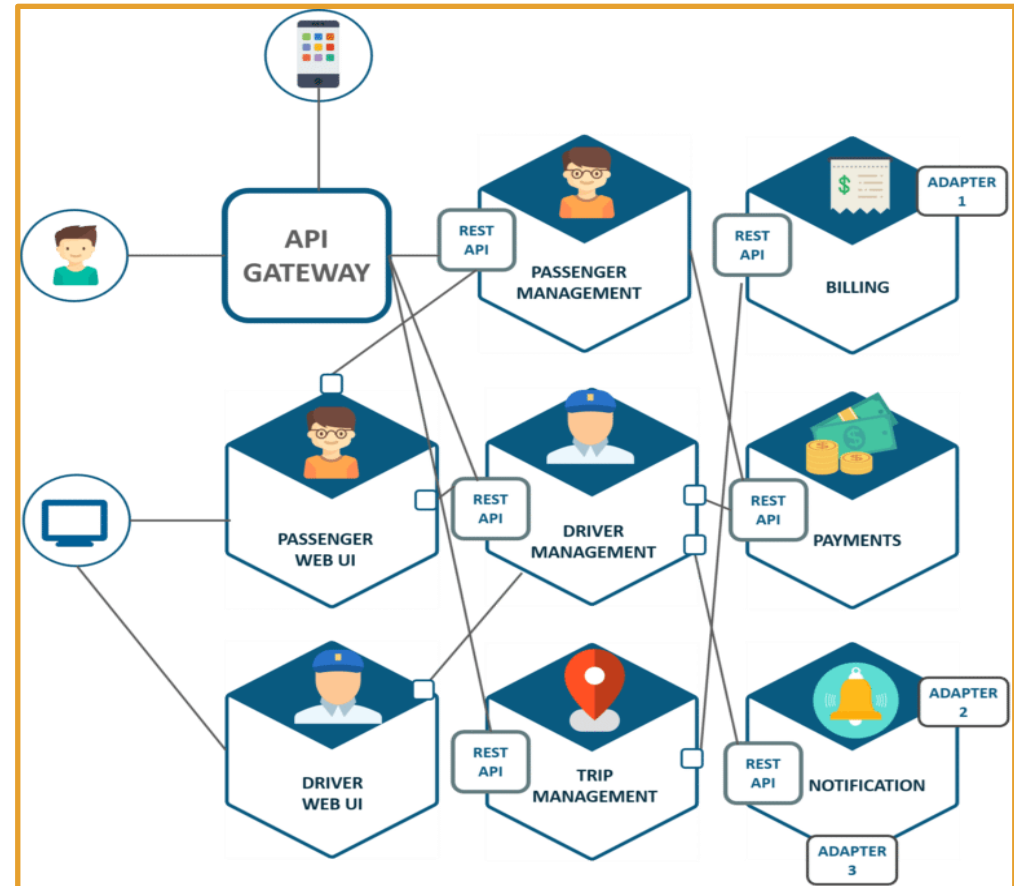 API
GATEWAY
REST
API
PASSENGER
MANAGEMENT
REST
API
BILLING
ADAPTER
1
PASSENGER
WEB UI
REST
API
DRIVER
MANAGEMENT
REST
API
PAYMENTS
DRIVER
WEB UI
REST
API
TRIP
MANAGEMENT
REST
API
NOTIFICATION
ADAPTER
2
ADAPTER
3